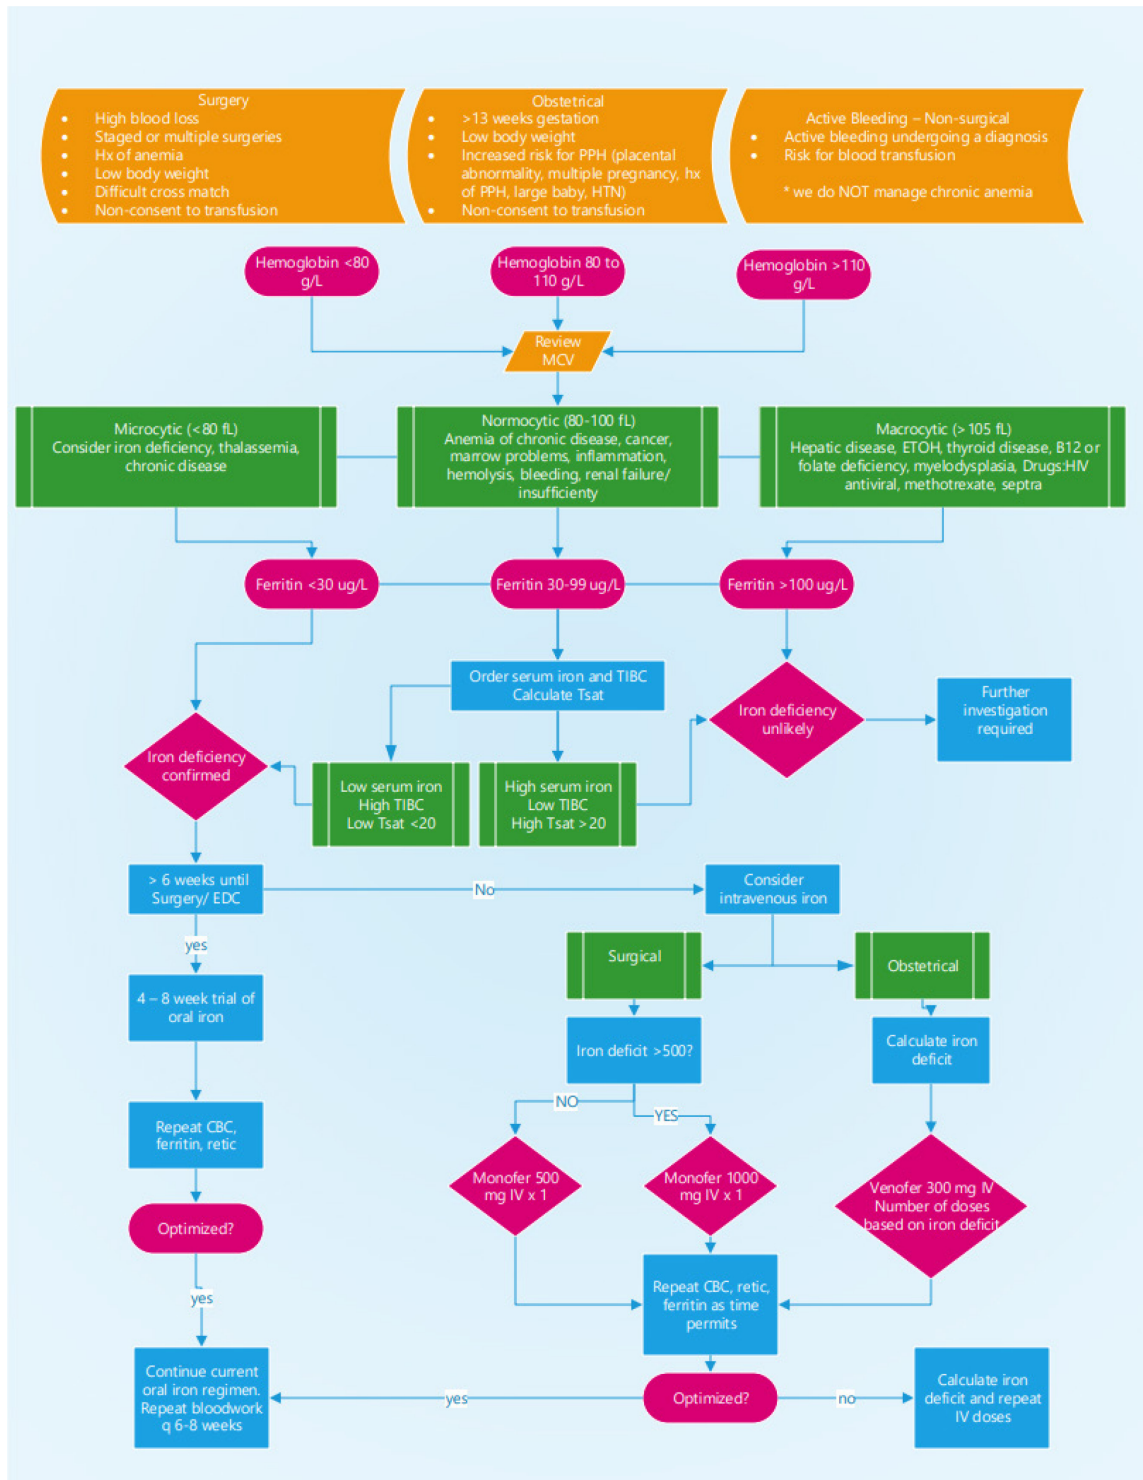 Surgery
• High blood loss
• Staged or multiple surgeries
• Hx of anemia
• Low body weight
• Difficult cross match
• Non-consent to transfusion
Obstetrical
• >13 weeks gestation
• Low body weight
• Increased risk for PPH (placental
abnormality, multiple pregnancy, hx
of PPH, large baby, HTN)
• Non-consent to transfusion
Active Bleeding – Non-surgical
• Active bleeding undergoing a diagnosis
• Risk for blood transfusion
* we do NOT manage chronic anemia
Hemoglobin <80
g/L
Hemoglobin 80 to
110 g/L
Hemoglobin >110
g/L
Review
MCV
Microcytic (<80 fL)
Consider iron deficiency, thalassemia,
chronic disease
Normocytic (80-100 fL)
Anemia of chronic disease, cancer,
marrow problems, inflammation,
hemolysis, bleeding, renal failure/
insufficienty
Macrocytic (>105 fL)
Hepatic disease, ETOH, thyroid disease, B12 or
folate deficiency, myelodysplasia, Drugs:HIV
antiviral, methotrexate, septra
Ferritin <30 ug/L
Ferritin 30-99 ug/L
Ferritin >100 ug/L
Order serum iron and TIBC
Calculate Tsat
Iron deficiency
unlikely
Further
investigation
required
Iron deficiency
confirmed
Low serum iron
High TIBC
Low Tsat <20
High serum iron
Low TIBC
High Tsat >20
> 6 weeks until
Surgery/ EDC
No
Consider
intravenous iron
yes
Surgical
Obstetrical
4 – 8 week trial of
oral iron
Iron deficit >500?
Calculate iron
deficit
NO
YES
Repeat CBC,
ferritin, retic
Monofer 500
mg IV x 1
Monofer 1000
mg IV x 1
Venofer 300 mg IV
Number of doses
based on iron deficit
Optimized?
yes
Repeat CBC, retic,
ferritin as time
permits
Continue current
oral iron regimen.
Repeat bloodwork
q 6-8 weeks
yes
Optimized?
no
Calculate iron
deficit and repeat
IV doses